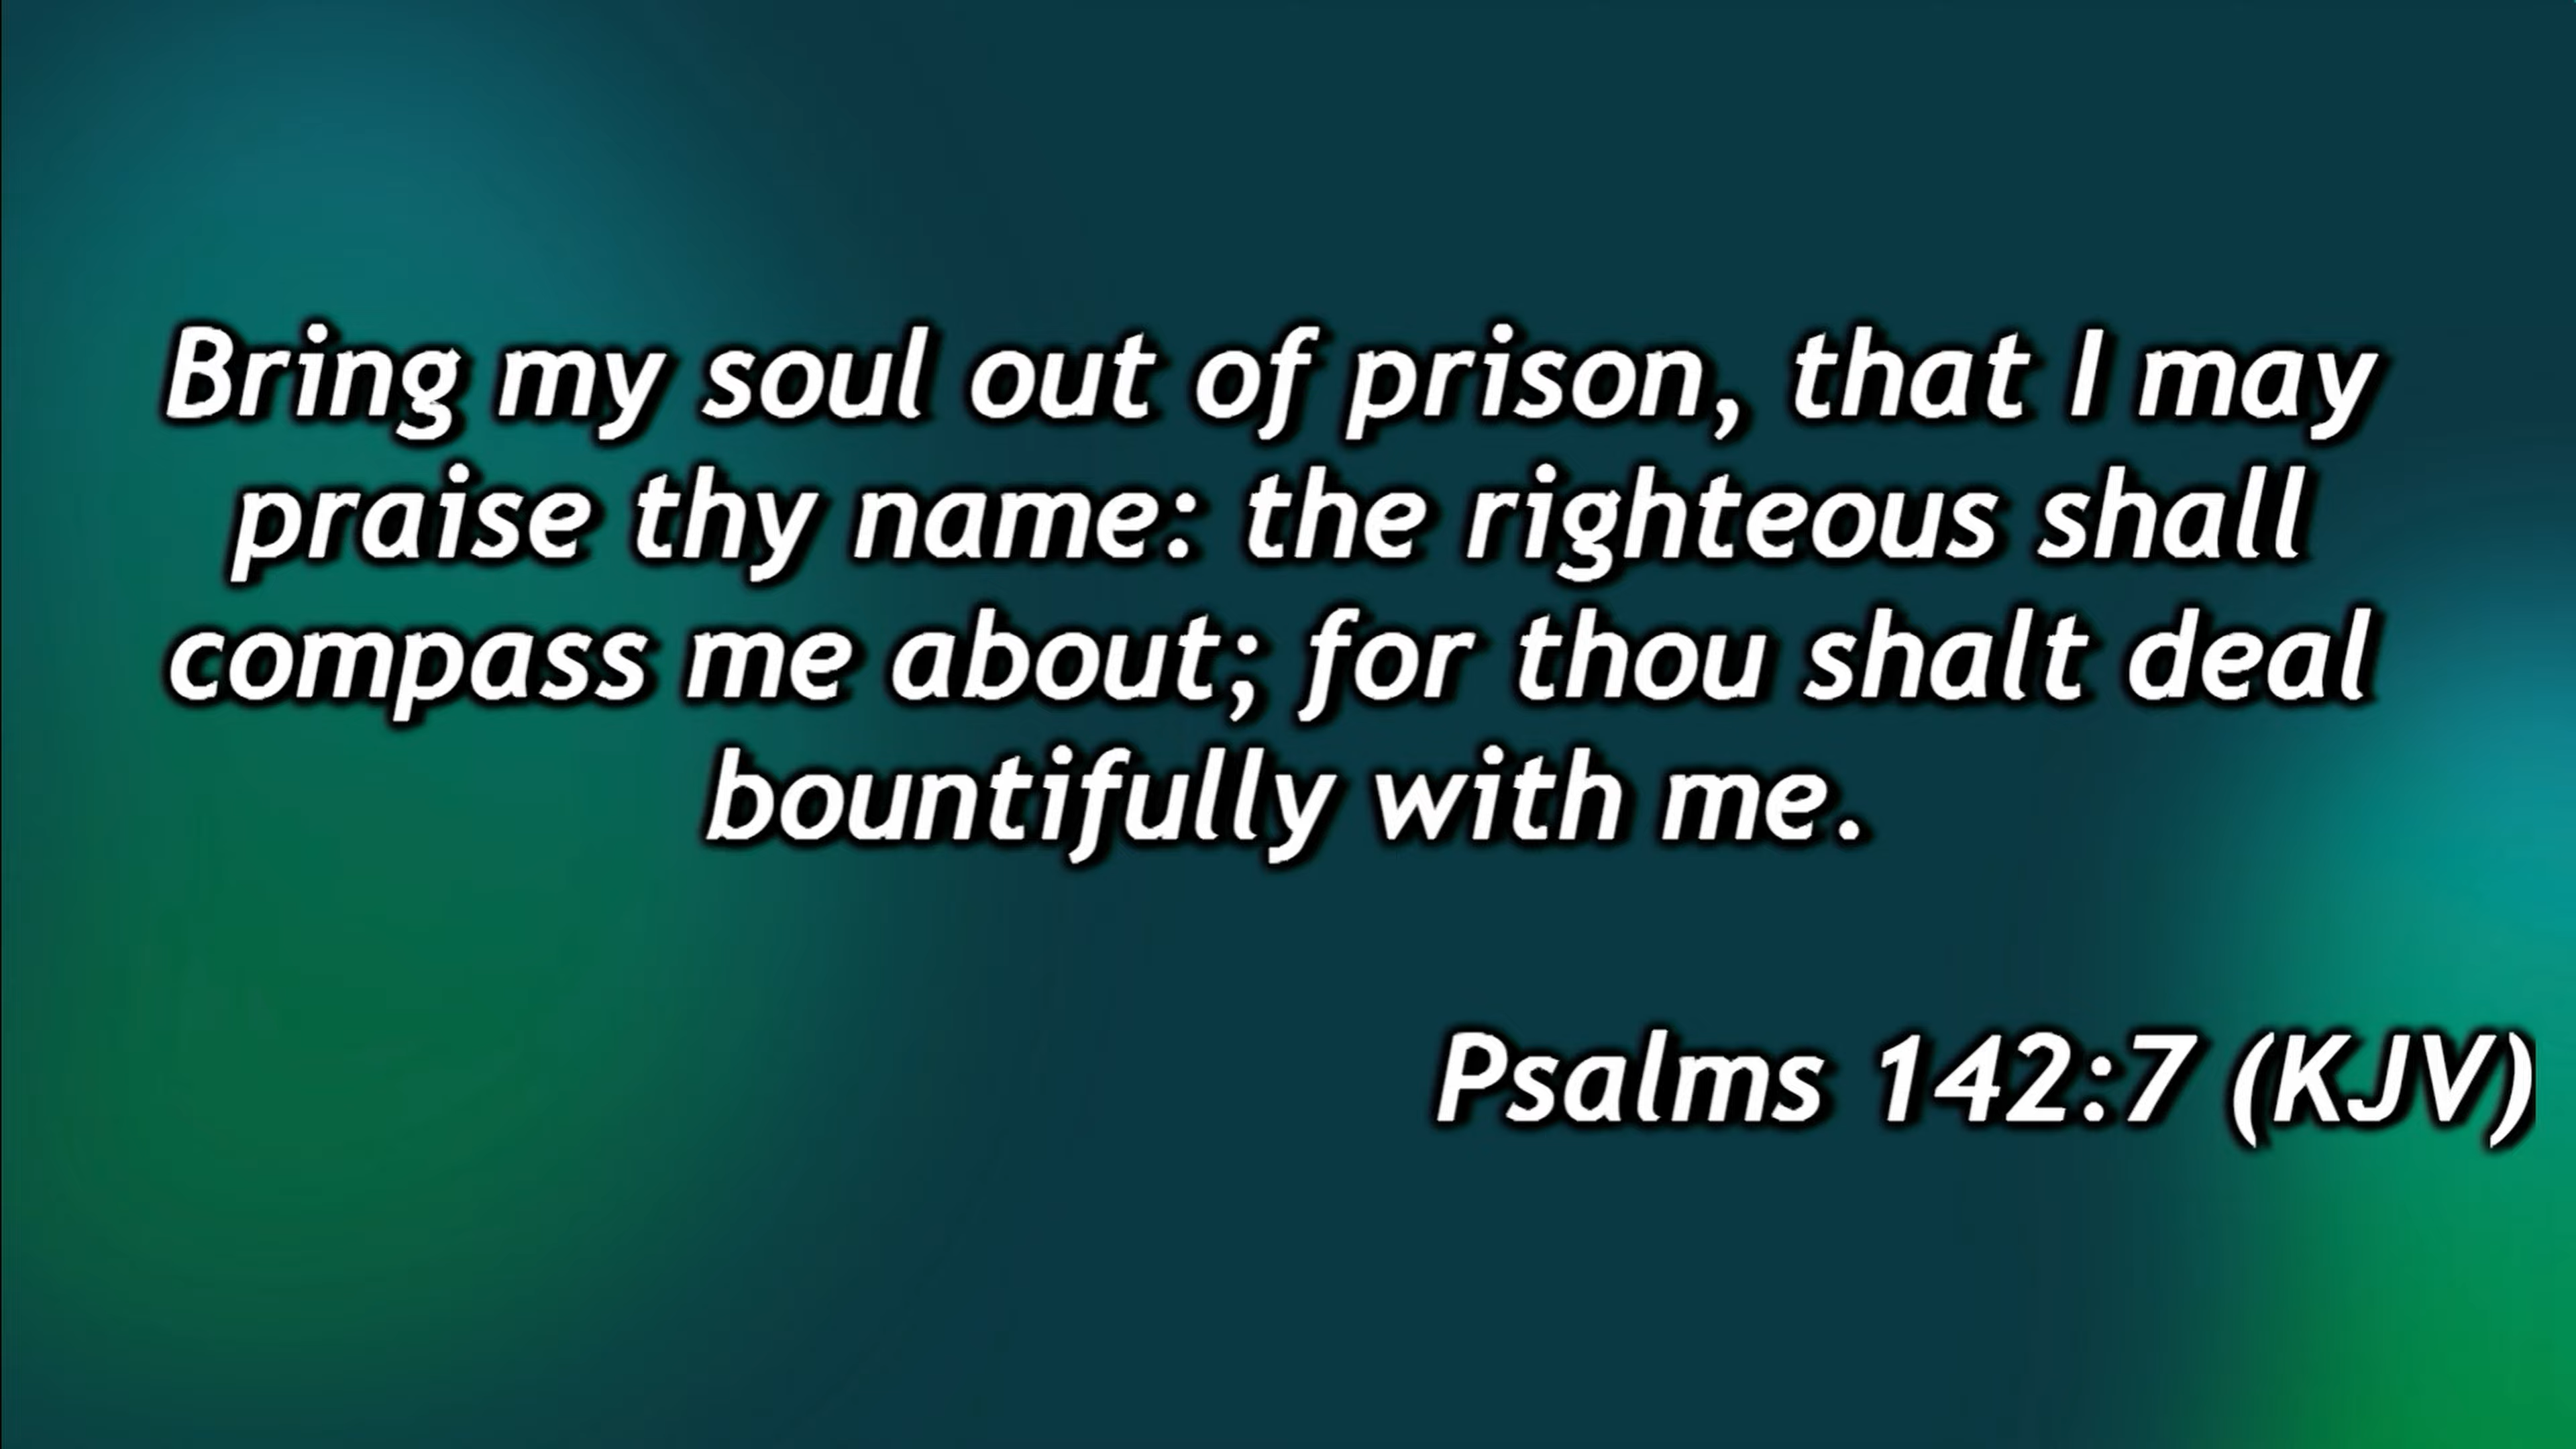 Bring my soul out of prison, that I may
praise thy name: the righteous shall
compass me about; for thou shalt deal
bountifully with me.
Psalms 142:7 (KJV)